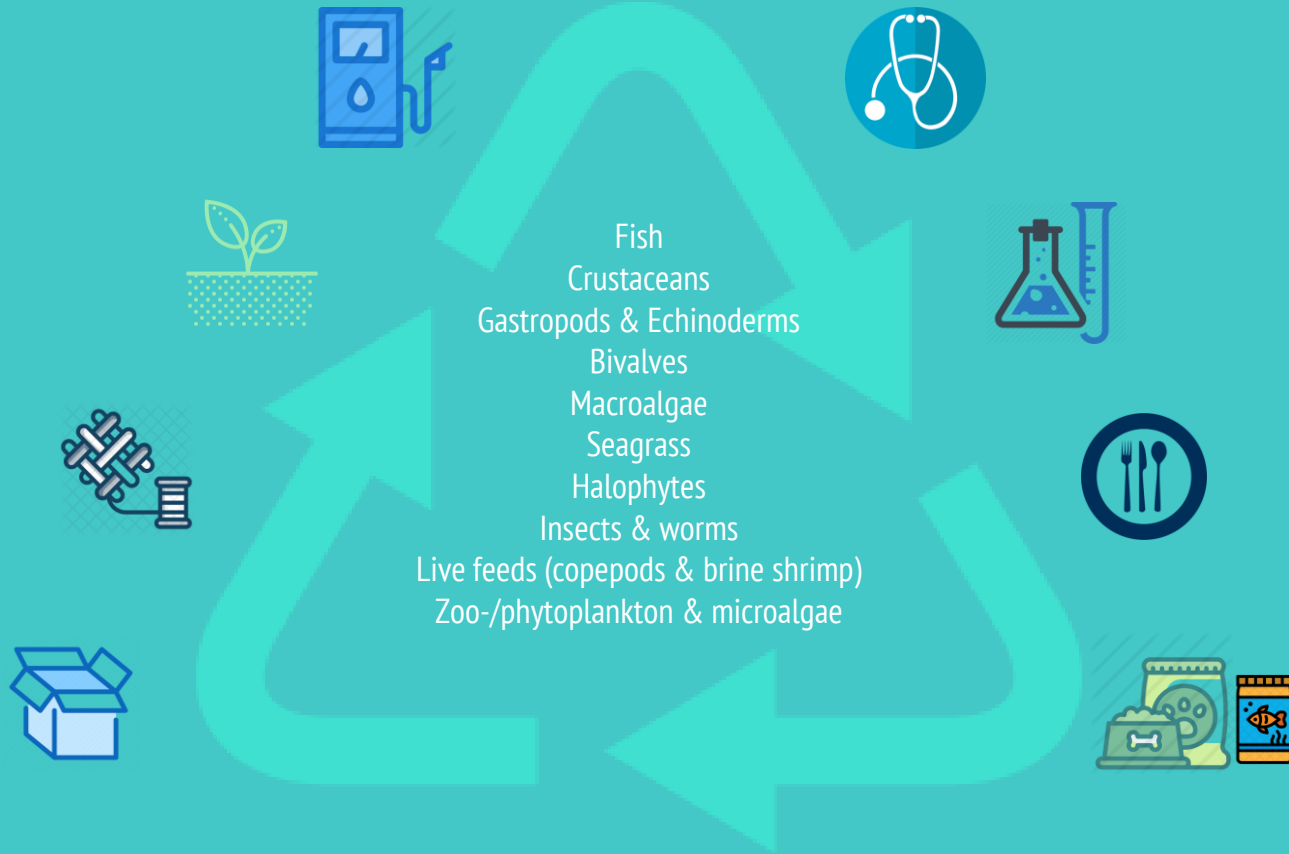 Fish
Crustaceans
Gastropods & Echinoderms
Bivalves
Macroalgae
Seagrass
Halophytes
Insects & worms
Live feeds (copepods & brine shrimp)
Zoo-/phytoplankton & microalgae